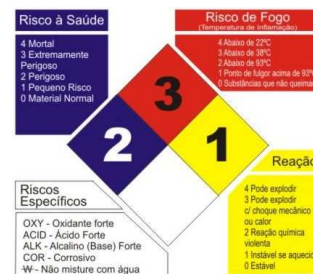 Risco à Saúde
4 Mortal
3 Extremamente
Perigoso
2 Perigoso
1 Pequeno Risco
0 Material Normal
Risco de Fogo
(Temperatura de Inflamação)
4 Abaixo de 22ºC
3 Abaixo de 38ºC
2 Abaixo de 93ºC
1 Ponto de fulgor acima de 93ºC
0 Substâncias que não queimam
3
2
1
Reação
4 Pode explodir
3 Pode explodir
c/ choque mecânico
ou calor
2 Reação química
violenta
1 Instável se aquecido
0 Estável
Riscos
Específicos
OXY - Oxidante forte
ACID - Ácido Forte
ALK - Alcalino (Base) Forte
COR - Corrosivo
W - Não misture com água